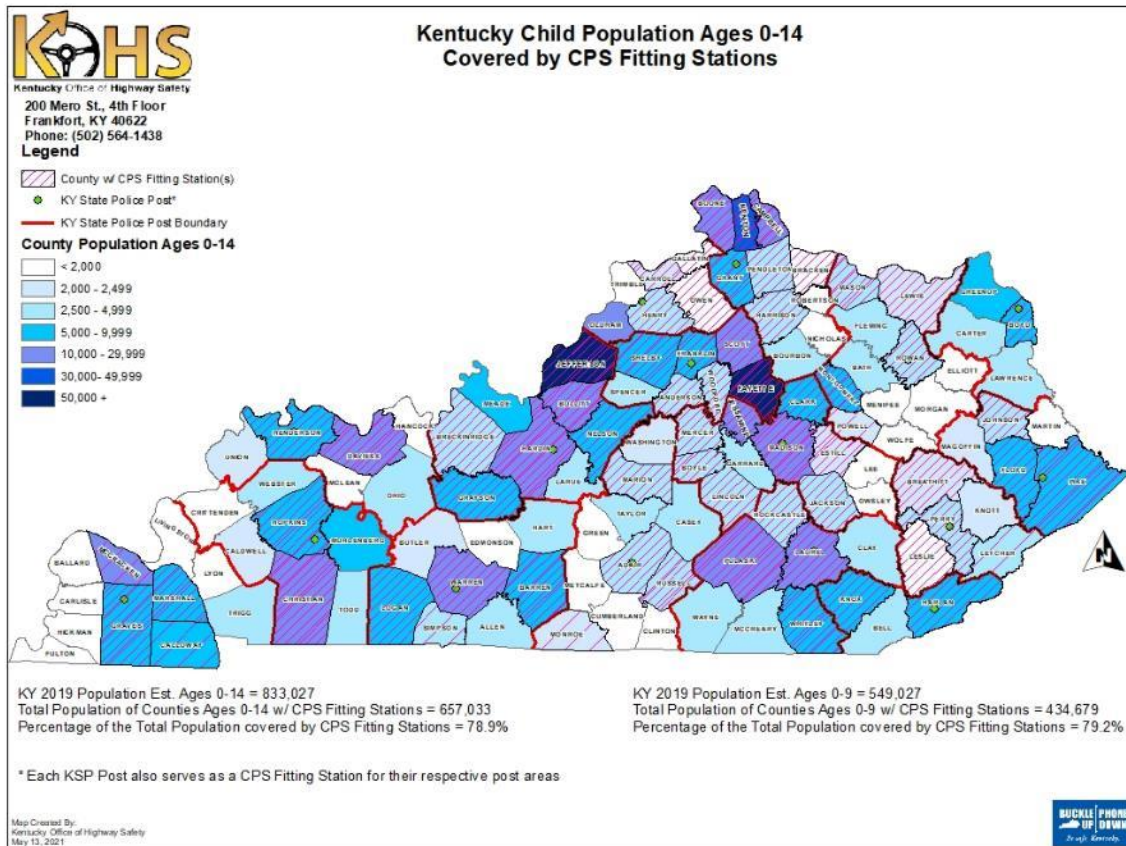 KOHS
Kentucky Office of Highway Safety
200 Mero St., 4th Floor
Frankfort, KY 40622
Phone: (502) 564-1438
Kentucky Child Population Ages 0-14
Covered by CPS Fitting Stations
Legend
County w/ CPS Fitting Station(s)
KY State Police Post*
KY State Police Post Boundary
County Population Ages 0-14
< 2,000
2,000 - 2,499
2,500 - 4,999
5,000 - 9,999
10,000 - 29,999
30,000- 49,999
50,000 +
BOONE
KENTON
CAMPBELL
GALLATIN
GRANT
PENDLETON
BRACKEN
CARROLL
TRIMBLE
OWEN
ROBERTSON
MASON
LEWIS
GREENUP
BOYD
HENRY
HARRISON
FLEMING
CARTER
OLDHAM
NICHOLAS
ROWAN
ELLIOTT
LAWRENCE
JEFFERSON
SHELBY
FRANKLIN
SCOTT
BOURBON
BATH
SPENCER
ANDERSON
WOODFORD
FAYETTE
CLARK
MONTGOMERY
MENIFEE
MORGAN
JOHNSON
MARTIN
BULLITT
JESSAMINE
POWELL
WOLFE
MAGOFFIN
MEADE
NELSON
MERCER
MADISON
ESTILL
LEE
FLOYD
PIKE
HANCOCK
BRECKINRIDGE
HARDIN
WASHINGTON
BOYLE
GARRARD
BREATHITT
HENDERSON
DAVIESS
UNION
LARUE
MARION
LINCOLN
ROCKCASTLE
JACKSON
OWSLEY
KNOTT
WEBSTER
MCLEAN
OHIO
GRAYSON
TAYLOR
CASEY
PERRY
LETCHER
CRITTENDEN
HOPKINS
MUHLENBERG
BUTLER
EDMONSON
HART
GREEN
PULASKI
LAUREL
CLAY
LESLIE
LIVINGSTON
CALDWELL
LYON
WARREN
BARREN
METCALFE
ADAIR
RUSSELL
KNOX
HARLAN
BALLARD
MCCRACKEN
MARSHALL
TRIGG
CHRISTIAN
TODD
LOGAN
SIMPSON
ALLEN
MONROE
CUMBERLAND
CLINTON
WAYNE
MCCREARY
WHITLEY
BELL
CARLISLE
GRAVES
CALLOWAY
HICKMAN
FULTON
N
KY 2019 Population Est. Ages 0-14 = 833,027
Total Population of Counties Ages 0-14 w/ CPS Fitting Stations = 657,033
Percentage of the Total Population covered by CPS Fitting Stations = 78.9%
KY 2019 Population Est. Ages 0-9 = 549,027
Total Population of Counties Ages 0-9 w/ CPS Fitting Stations = 434,679
Percentage of the Total Population covered by CPS Fitting Stations = 79.2%
* Each KSP Post also serves as a CPS Fitting Station for their respective post areas
Map Created By:
Kentucky Office of Highway Safety
May 13, 2021
BUCKLE PHONE
UP DOWN
Be safe, Kentucky.